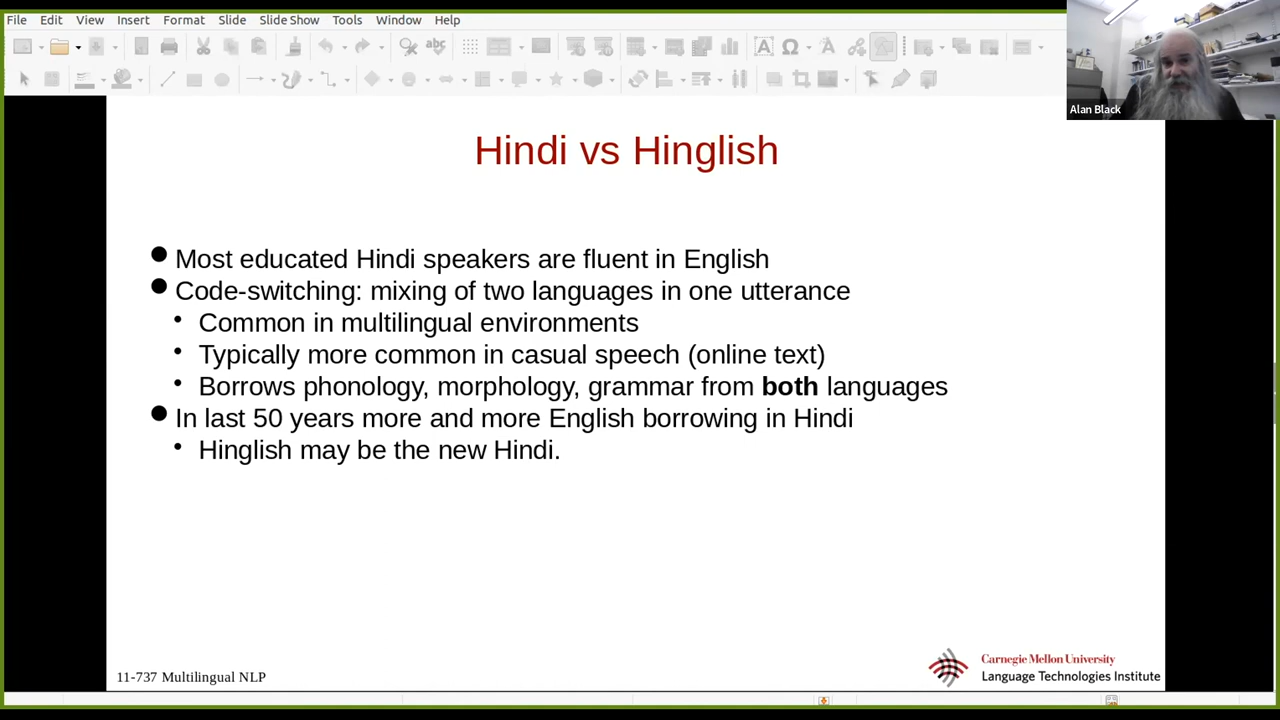 File Edit View Insert Format Slide Slide Show Tools Window Help
abc
Alan Black
Hindi vs Hinglish
Most educated Hindi speakers are fluent in English
Code-switching: mixing of two languages in one utterance
Common in multilingual environments
Typically more common in casual speech (online text)
Borrows phonology, morphology, grammar from both languages
In last 50 years more and more English borrowing in Hindi
Hinglish may be the new Hindi.
11-737 Multilingual NLP
Carnegie Mellon University
Language Technologies Institute